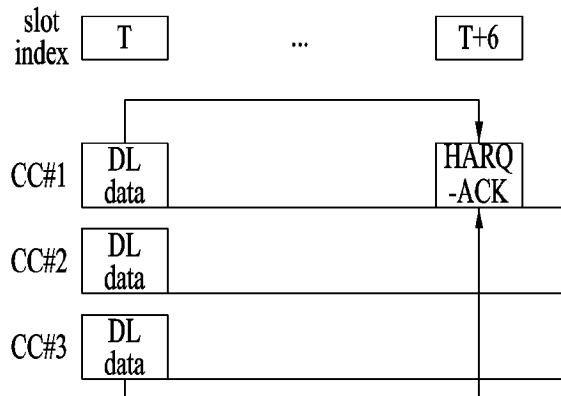 slot
index
T
...
T+6
CC#1
DL
data
HARQ
-ACK
CC#2
DL
data
CC#3
DL
data